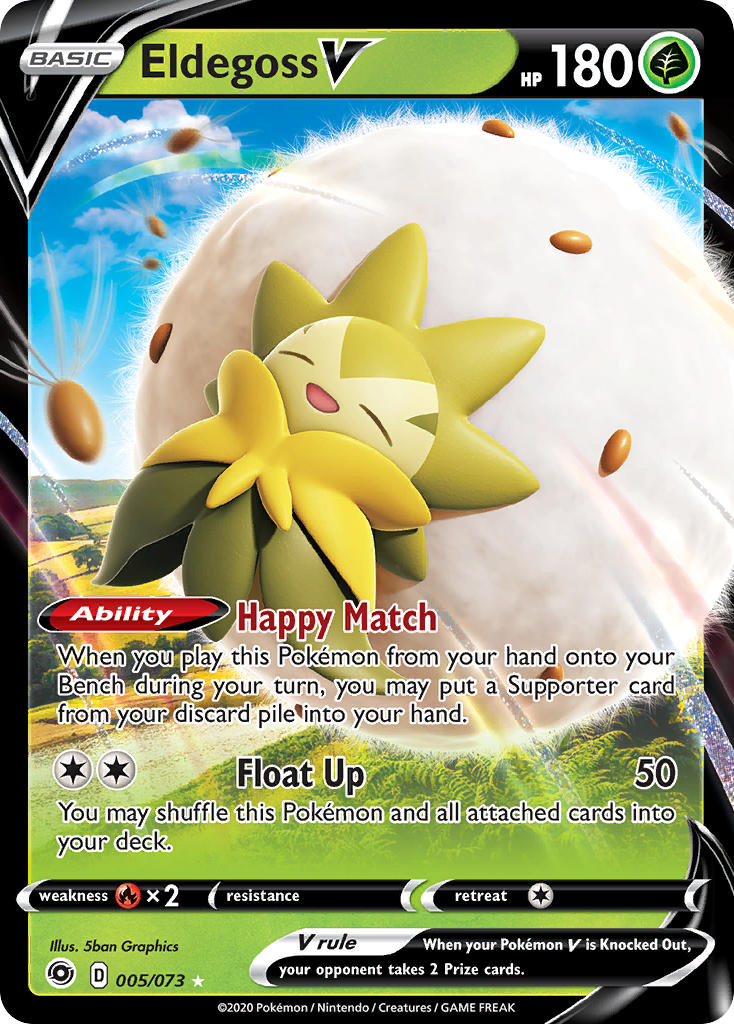 BASIC Eldegoss V HP 180
Ability Happy Match
When you play this Pokémon from your hand onto your
Bench during your turn, you may put a Supporter card
from your discard pile into your hand.
Float Up 50
You may shuffle this Pokémon and all attached cards into
your deck.
weakness ×2 resistance retreat
Illus. 5ban Graphics
V rule When your Pokémon V is Knocked Out,
your opponent takes 2 Prize cards.
D 005/073 ★
©2020 Pokémon / Nintendo / Creatures / GAME FREAK